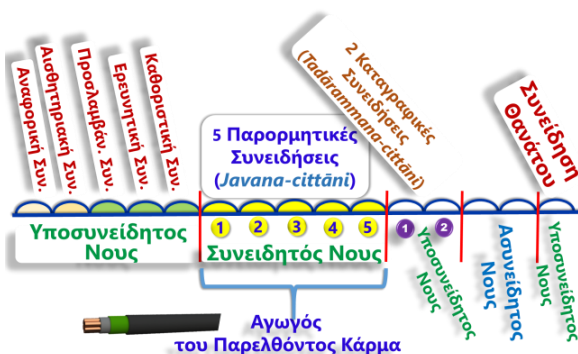 Αναφορική Συν.
Αισθητηριακή Συν.
Προσλαμβάν. Συν.
Ερευνητική Συν.
Καθοριστική Συν.
5 Παρορμητικές
Συνειδήσεις
(Javana-cittāni)
2 Καταγραφικές
Συνειδήσεις
(Tadārammana-cittāni)
Συνείδηση
Θανάτου
Υποσυνείδητος
Νους
1 2 3 4 5
Συνειδητός Νους
1 2
Υποσυνείδητος
Νους
Ασυνείδητος
Νους
Υποσυνείδητος
Νους
Αγωγός
του Παρελθόντος Κάρμα